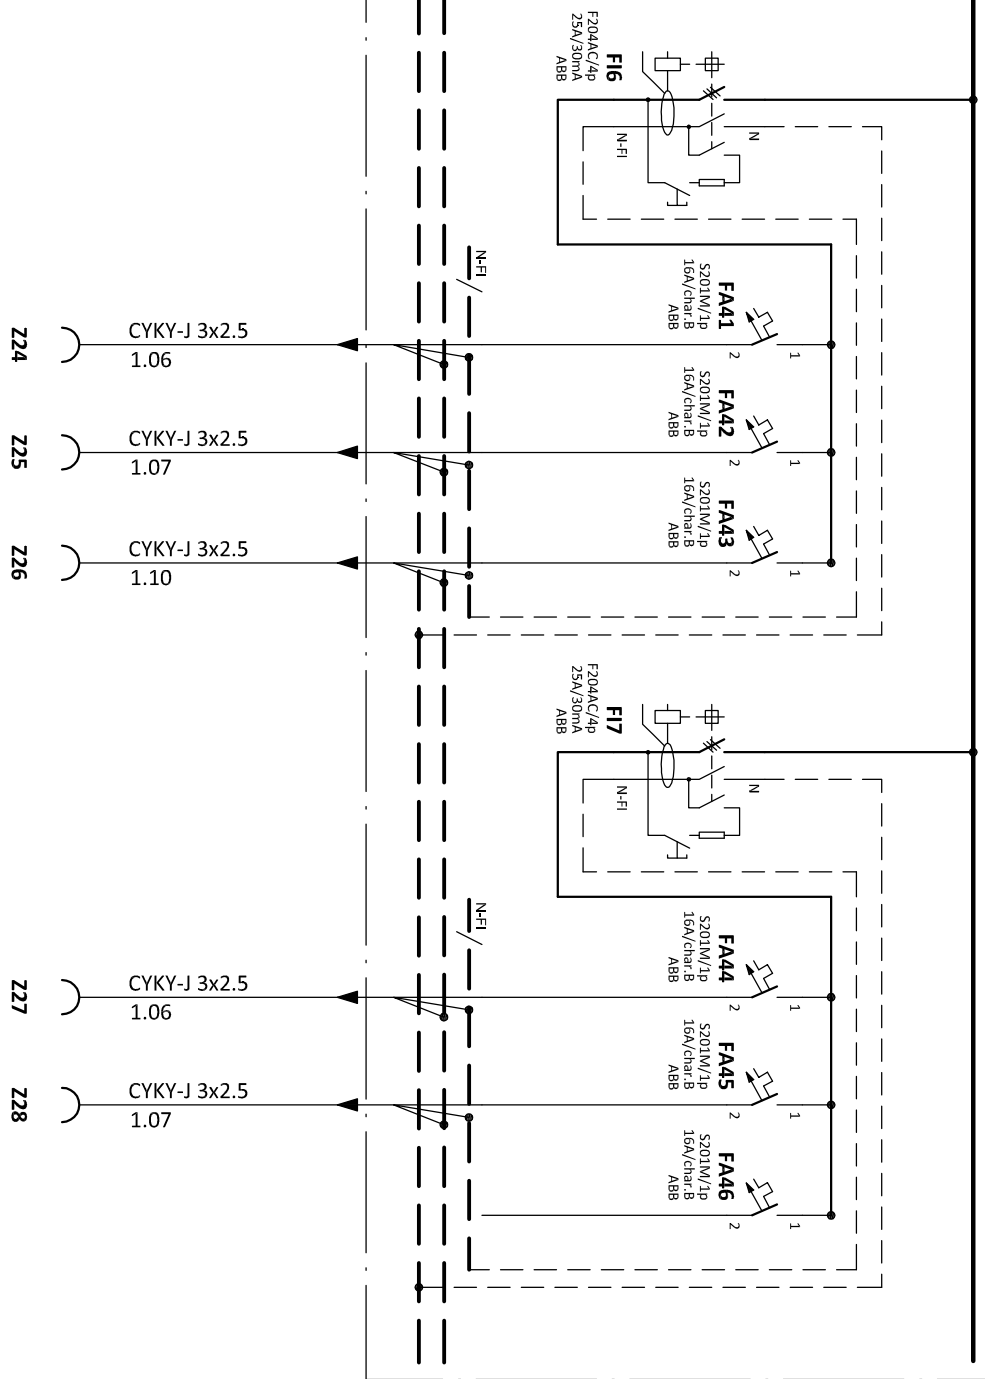 FI6
F204AC/4p
25A/30mA
ABB
N
N-FI
N-FI
FA41
S201M/1p
16A/char.B
ABB
1
2
CYKY-J 3x2.5
1.06
Z24
FA42
S201M/1p
16A/char.B
ABB
1
2
CYKY-J 3x2.5
1.07
Z25
FA43
S201M/1p
16A/char.B
ABB
1
2
CYKY-J 3x2.5
1.10
Z26
FI7
F204AC/4p
25A/30mA
ABB
N
N-FI
N-FI
FA44
S201M/1p
16A/char.B
ABB
1
2
CYKY-J 3x2.5
1.06
Z27
FA45
S201M/1p
16A/char.B
ABB
1
2
CYKY-J 3x2.5
1.07
Z28
FA46
S201M/1p
16A/char.B
ABB
1
2